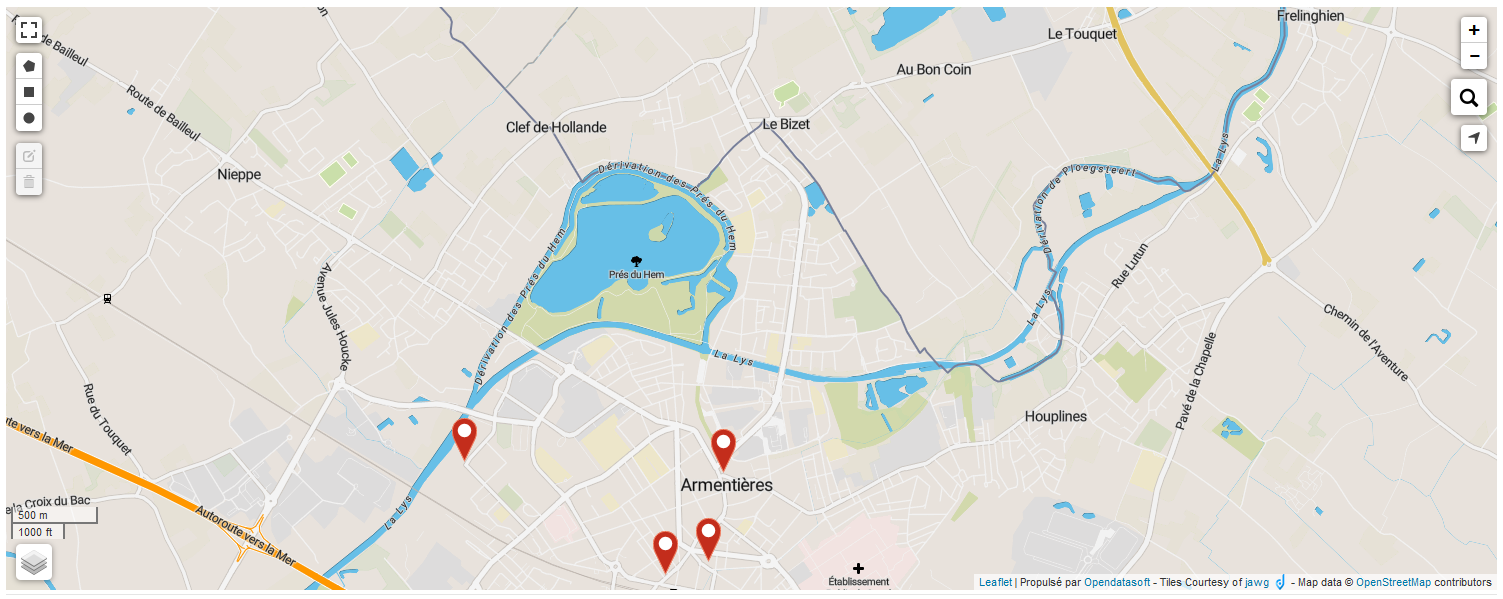 Frelinghien
Le Touquet
de Bailleul
Au Bon Coin
Route de Bailleul
Clef de Hollande
Le Bizet
La Lys
Nieppe
Dérivation des Prés du Hem
Dérivation de Ploegsteert
Dérivation
Prés du Hem
Rue Lutun
Avenue Jules Houcke
Dérivation des Prés du Hem
La Lys
La Lys
Chemin de l'Aventure
Pavé de la Chapelle
Rue du Touquet
Houplines
oute vers la Mer
Armentières
e la Croix du Bac
La Lys
Autoroute vers la Mer
500 m
1000 ft
Établissement
+
−
Leaflet | Propulsé par Opendatasoft - Tiles Courtesy of jawg - Map data © OpenStreetMap contributors